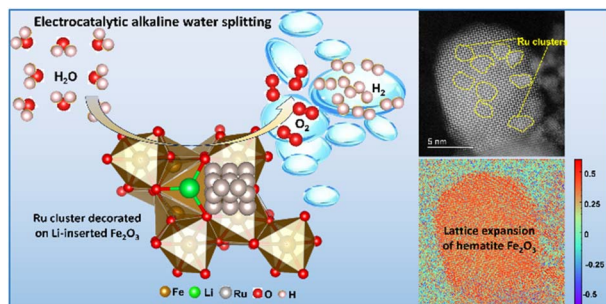 Electrocatalytic alkaline water splitting
H₂O
H₂
O₂
Ru cluster decorated
on Li-inserted Fe₂O₃
Fe Li Ru O H
Ru clusters
5 nm
Lattice expansion
of hematite Fe₂O₃
0.5
0.25
0
-0.25
-0.5